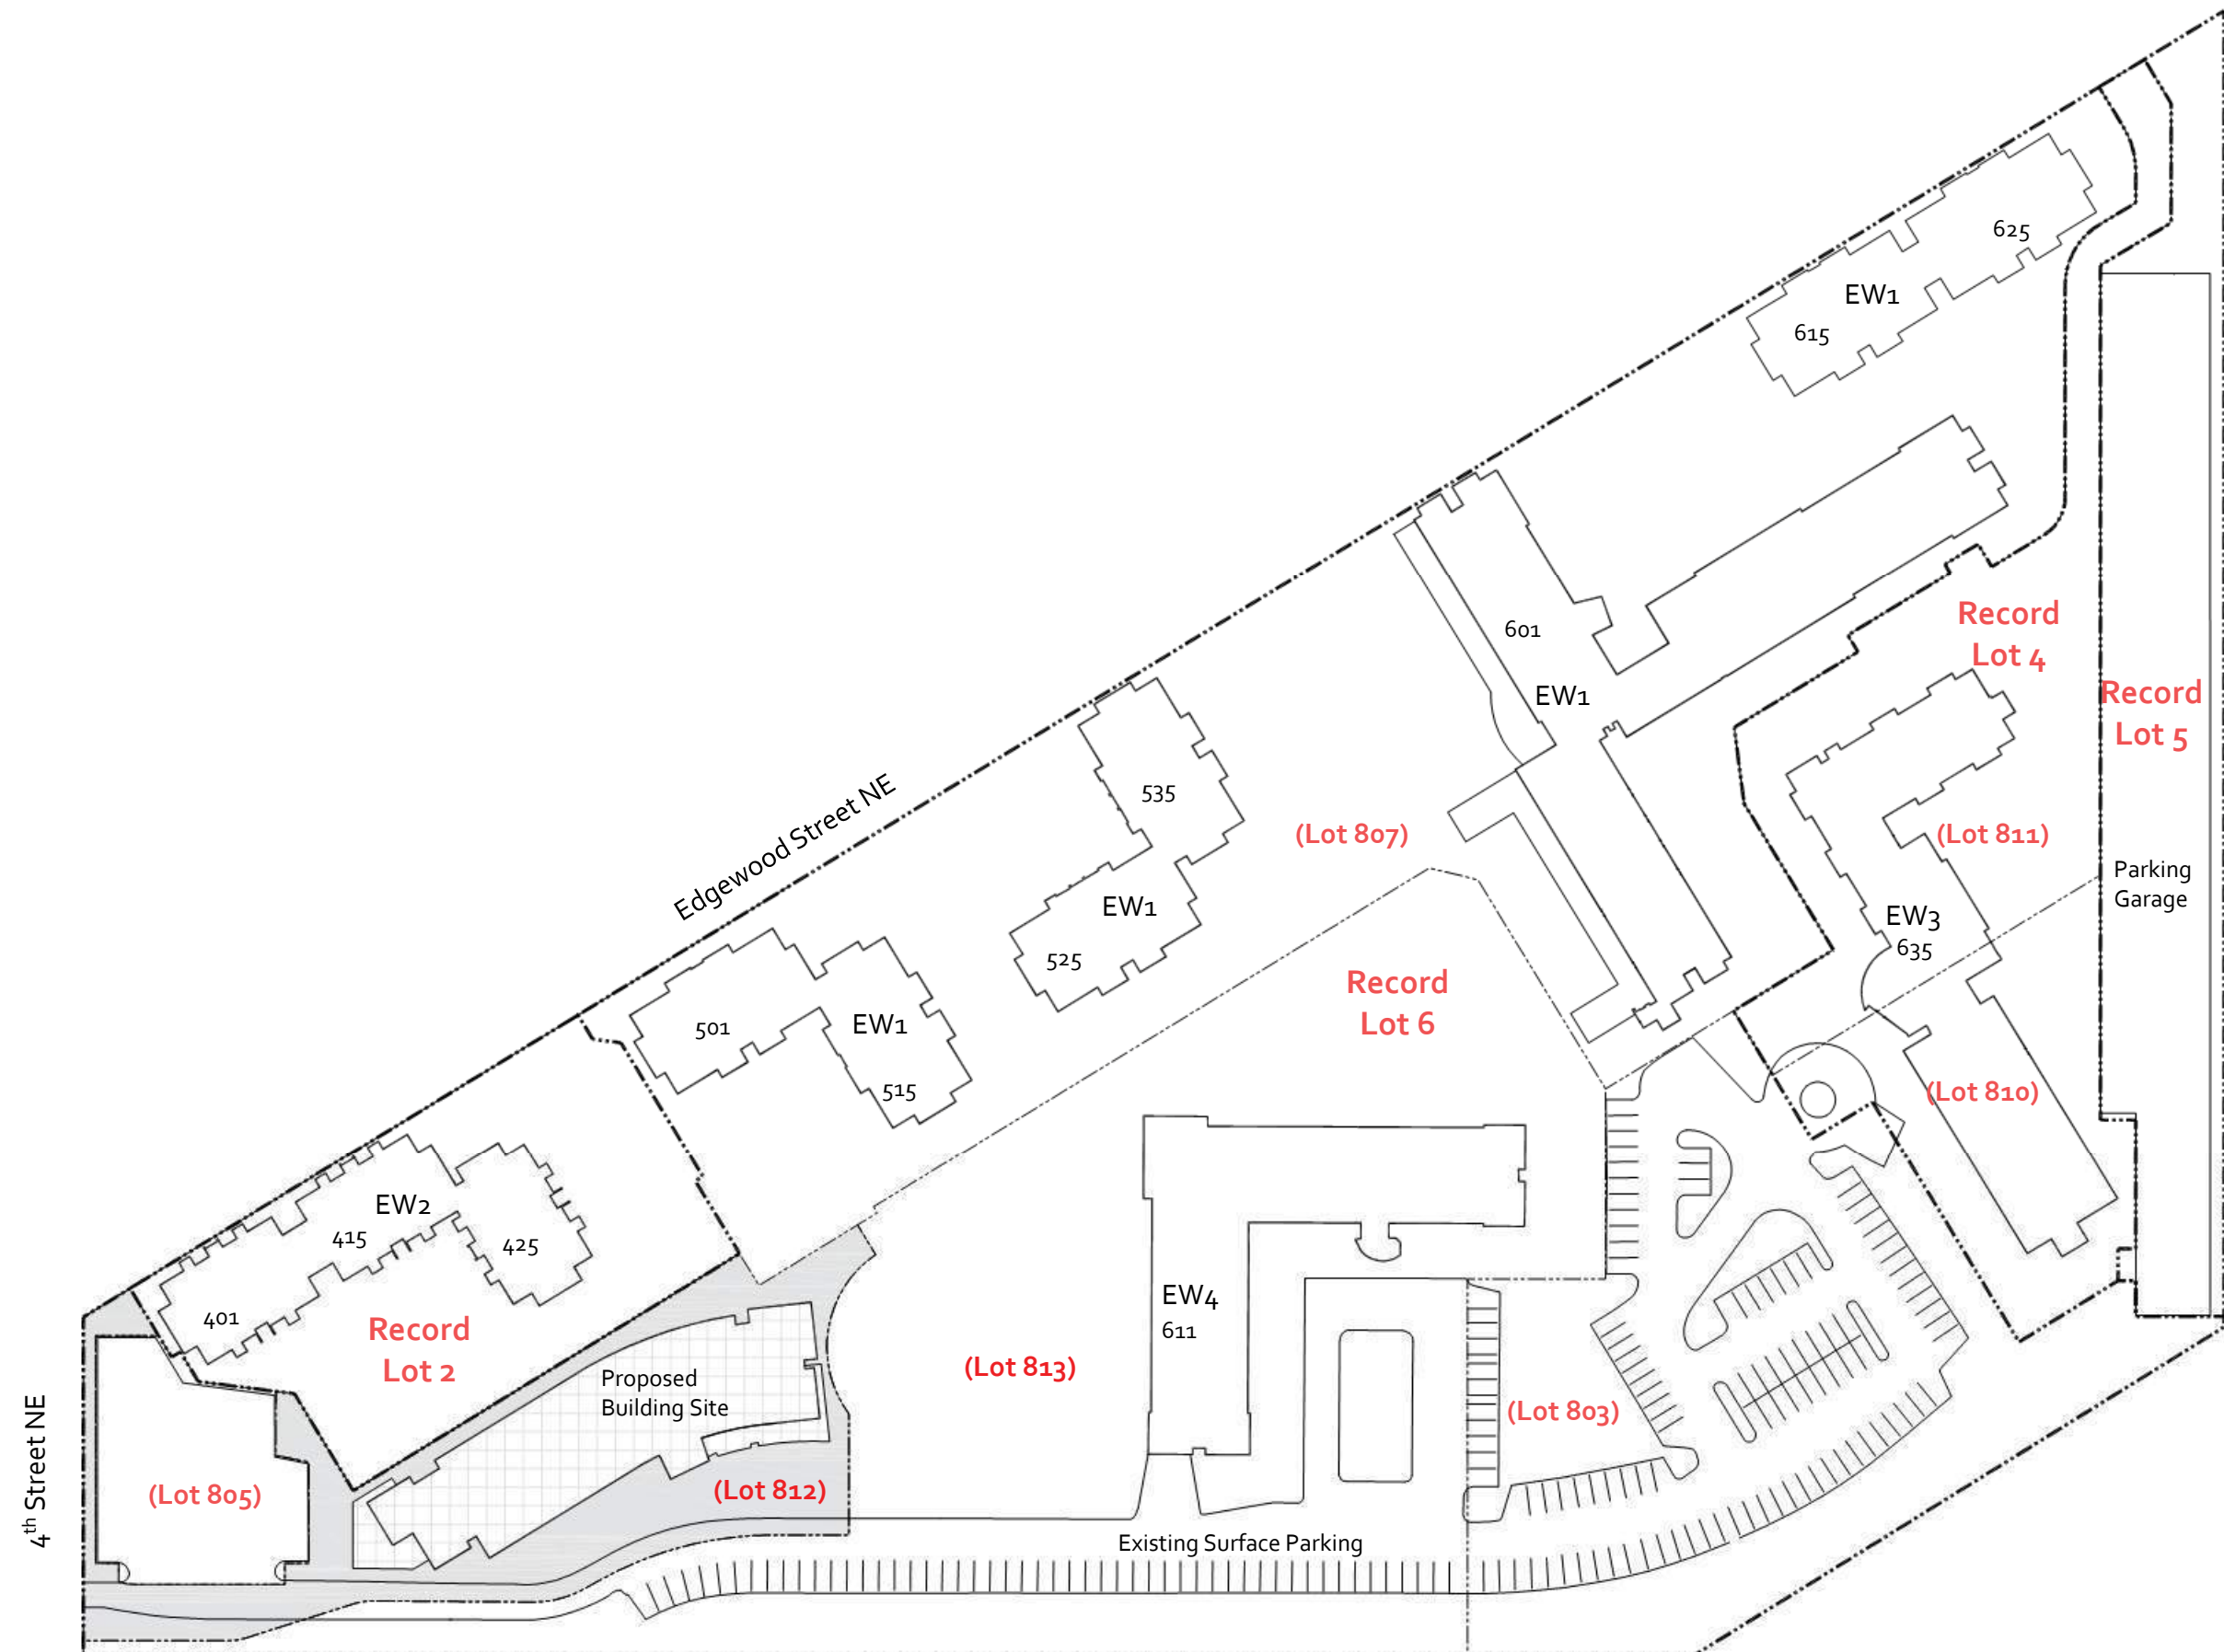 625
EW1
615
Record
Lot 4
601
Record
Lot 5
EW1
535
Edgewood Street NE
(Lot 807)
(Lot 811)
Parking
Garage
EW1
EW3
635
525
Record
Lot 6
501
EW1
515
(Lot 810)
EW2
415
425
401
Record
Lot 2
EW4
611
Proposed
Building Site
(Lot 813)
(Lot 803)
4th Street NE
(Lot 805)
(Lot 812)
Existing Surface Parking